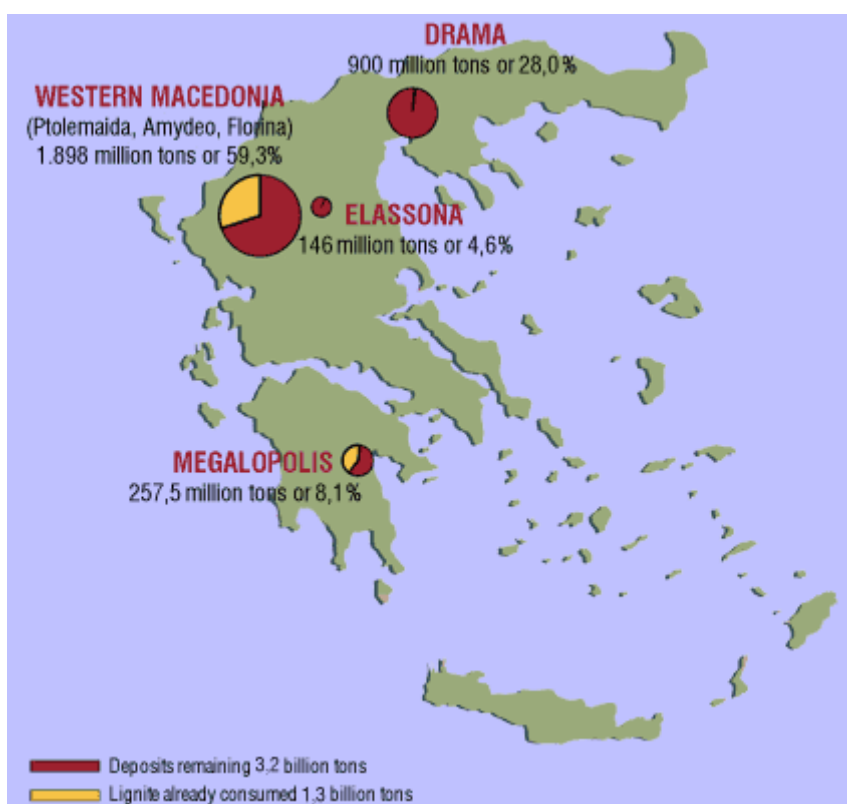 DRAMA
900 million tons or 28,0%
WESTERN MACEDONIA
(Ptolemaida, Amydeo, Florina)
1.898 million tons or 59,3%
ELASSONA
146 million tons or 4,6%
MEGALOPOLIS
257,5 million tons or 8,1%
Deposits remaining 3,2 billion tons
Lignite already consumed 1,3 billion tons